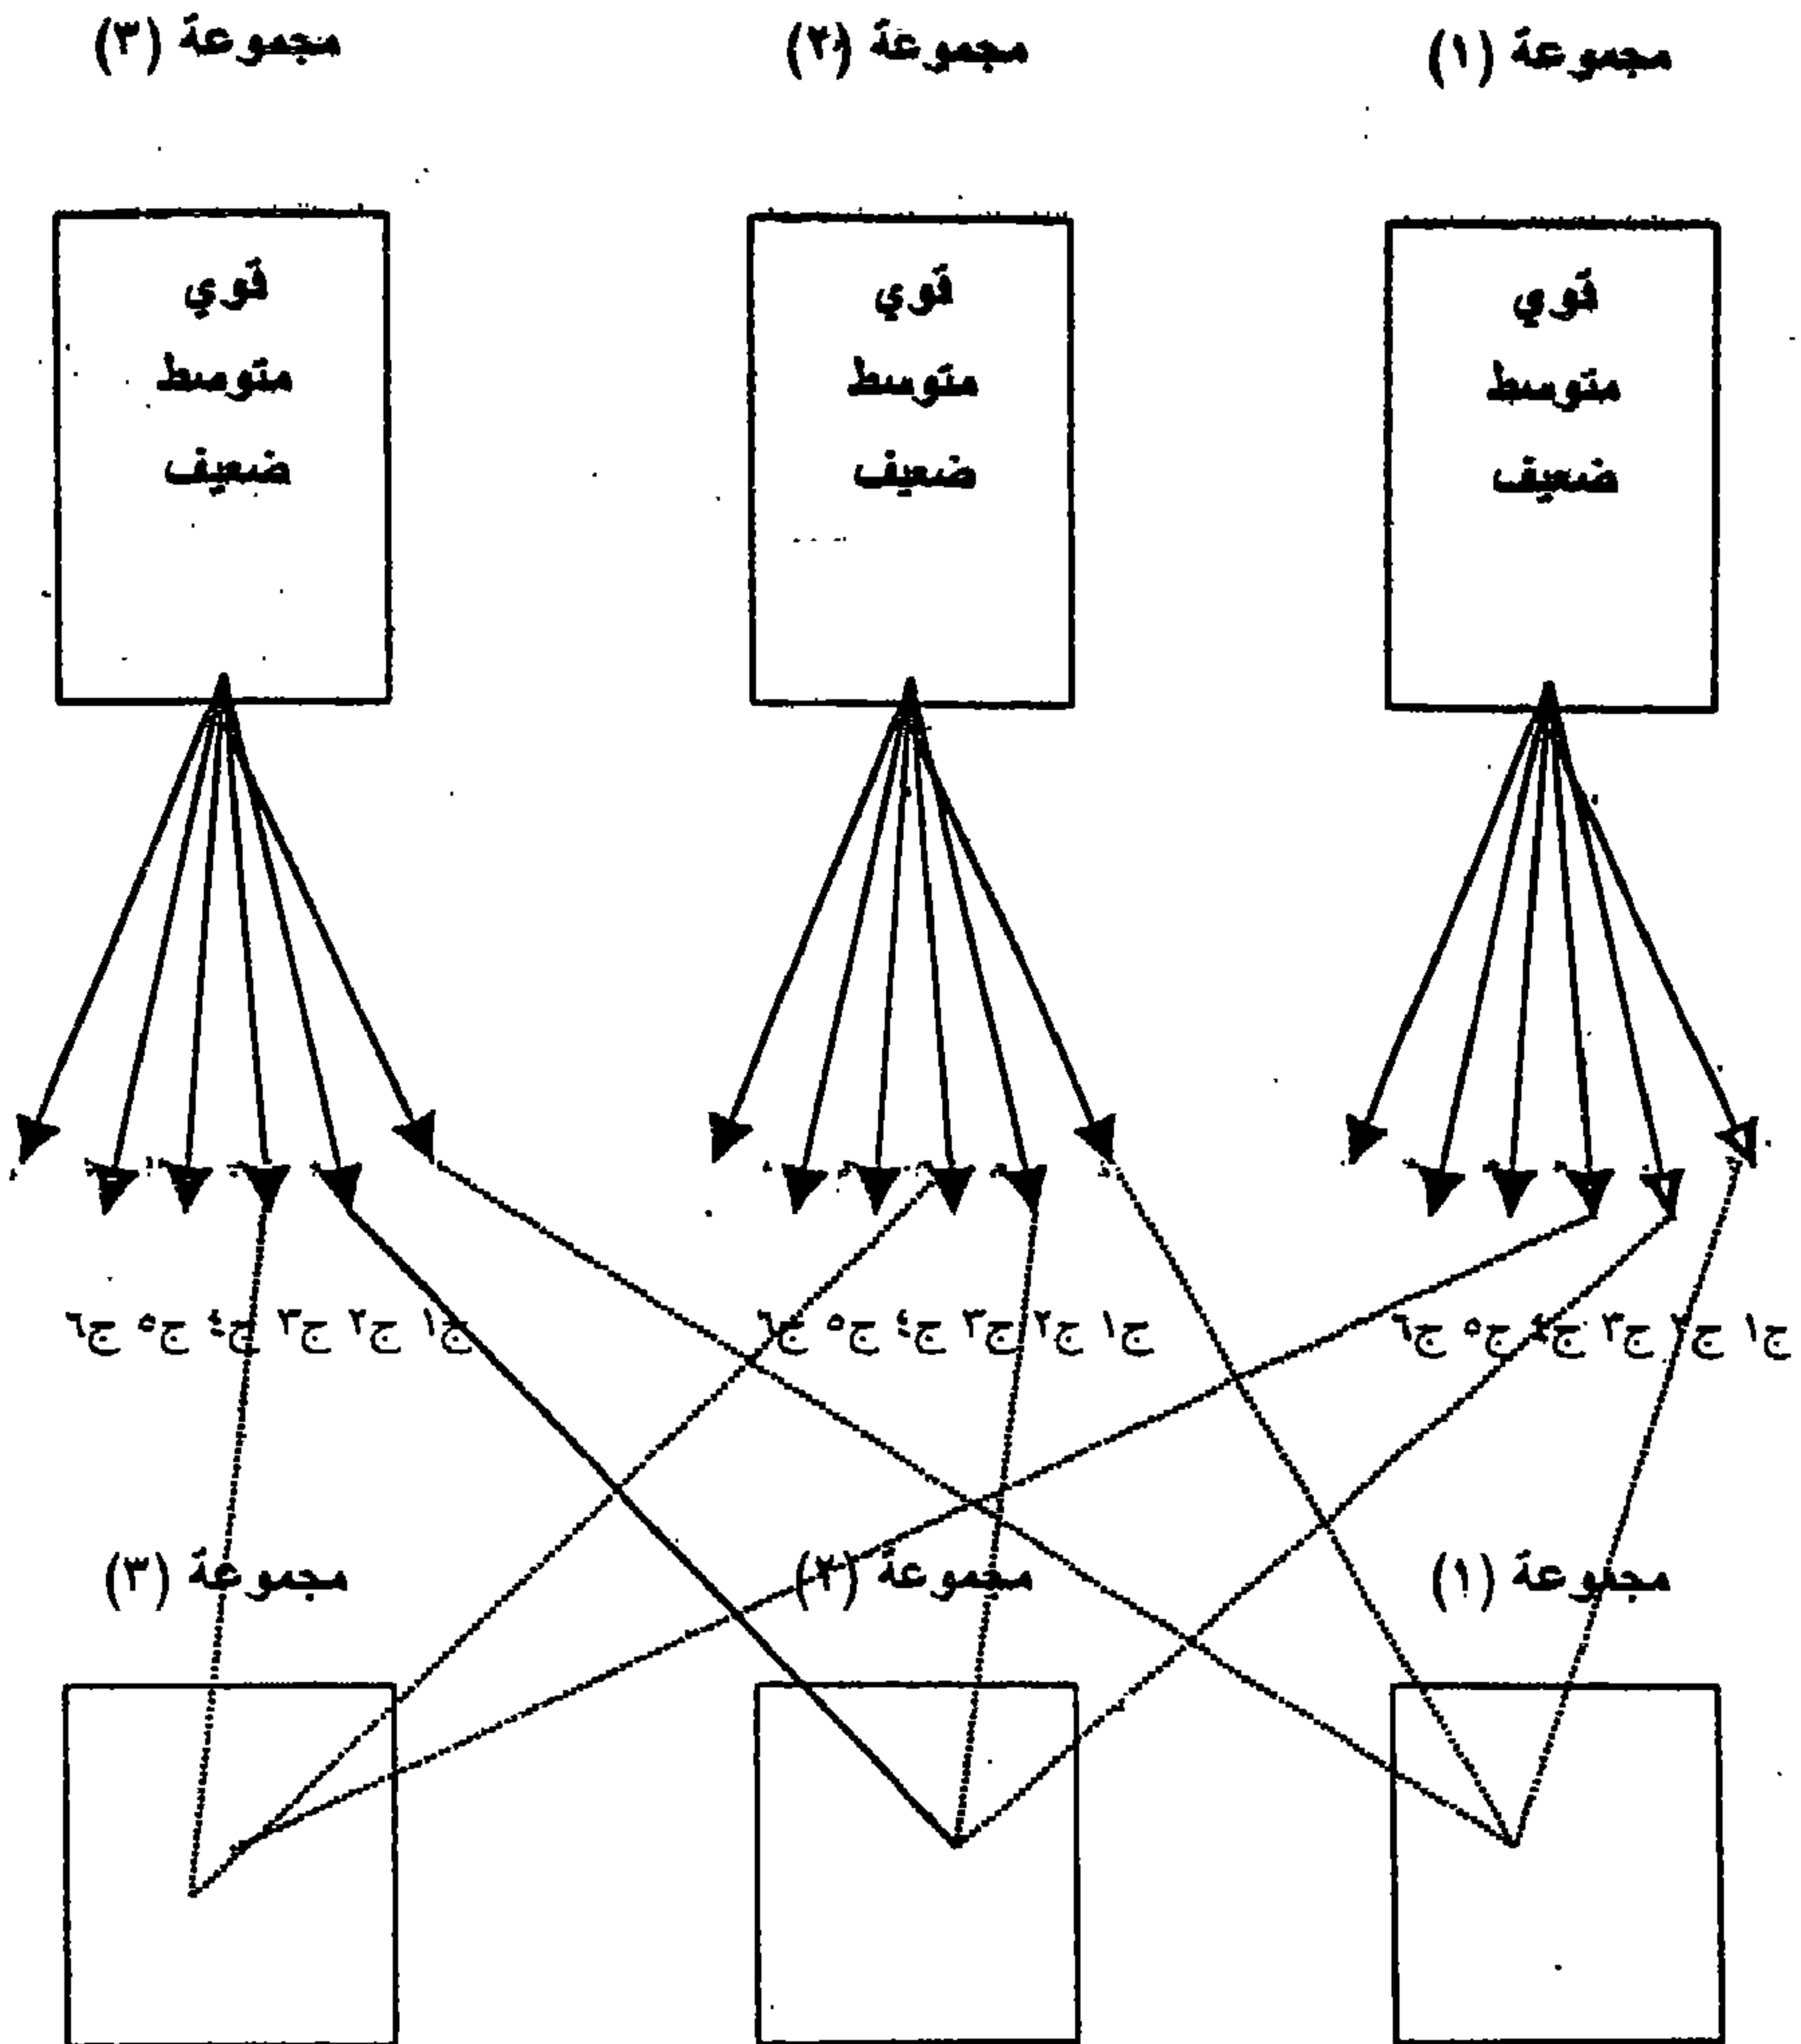 مجموعة (١) مجموعة (٢) مجموعة (٣)
قوي قوي قوي
متوسط متوسط متوسط
ضعيف ضعيف ضعيف
ج١ ج٢ ج٣ ج٤ ج٥ ج٦ ج١ ج٢ ج٣ ج٤ ج٥ ج٦ ج١ ج٢ ج٣ ج٤ ج٥ ج٦
مجموعة (١) مجموعة (٢) مجموعة (٣)